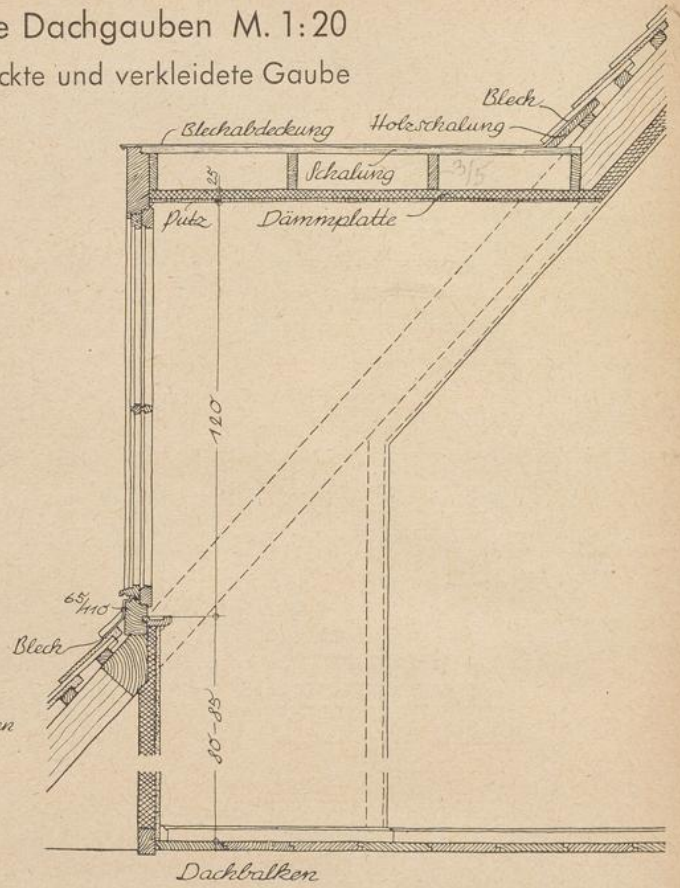 e Dachgauben M. 1:20
ckte und verkleidete Gaube
Blech
Blechabdeckung Holzschalung
25 Schalung 3/5
Putz Dämmplatte
120
65/110
Blech
80-85
en
Dachbalken